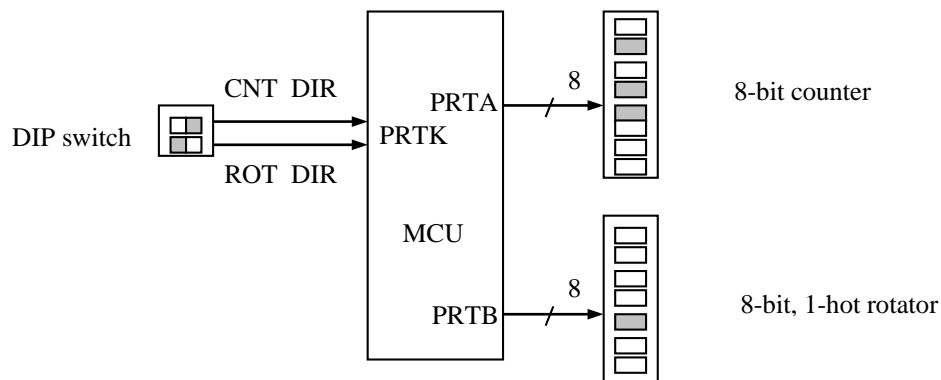 CNT DIR
DIP switch
ROT DIR
PRTK
PRTA
MCU
PRTB
8
8-bit counter
8
8-bit, 1-hot rotator